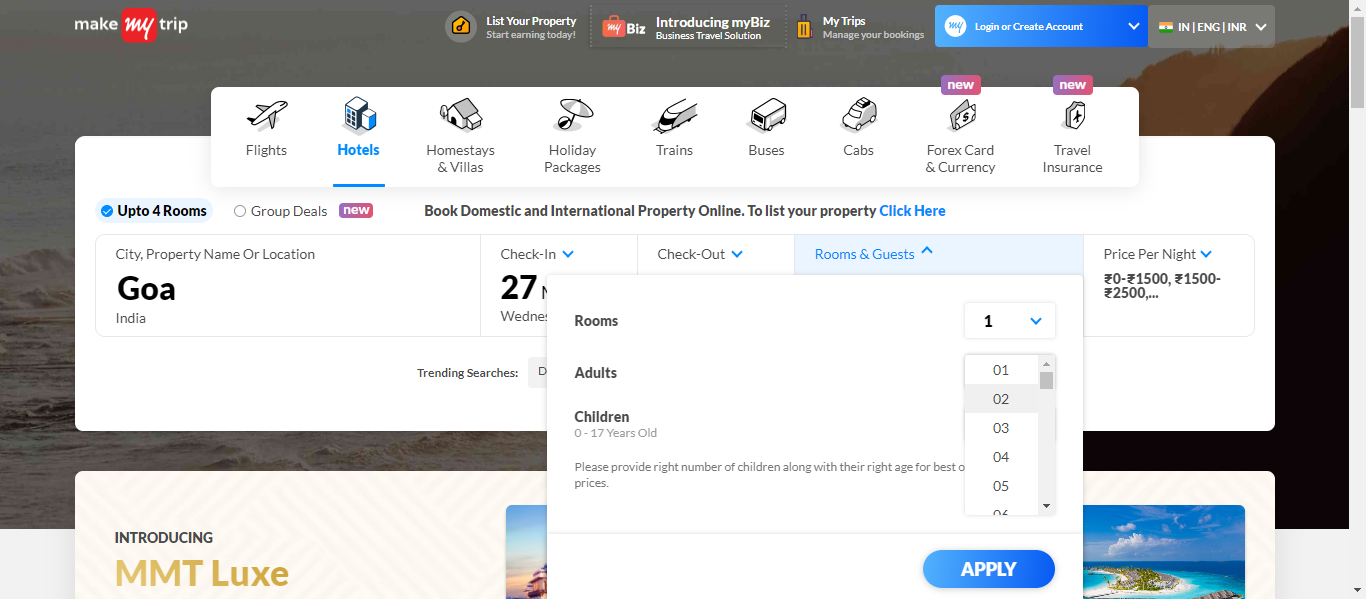 make my trip
List Your Property
Start earning today!
my Biz
Introducing myBiz
Business Travel Solution
My Trips
Manage your bookings
my
Login or Create Account
IN | ENG | INR
new
new
Flights
Hotels
Homestays
& Villas
Holiday
Packages
Trains
Buses
Cabs
Forex Card
& Currency
Travel
Insurance
Upto 4 Rooms
Group Deals
new
Book Domestic and International Property Online. To list your property Click Here
City, Property Name Or Location
Goa
India
Check-In
27
Wednes
Check-Out
Rooms & Guests
Price Per Night
₹0-₹1500, ₹1500-
₹2500,...
Rooms
1
Adults
01
02
03
04
05
06
Children
0 - 17 Years Old
Please provide right number of children along with their right age for best o
prices.
APPLY
Trending Searches:
D
INTRODUCING
MMT Luxe